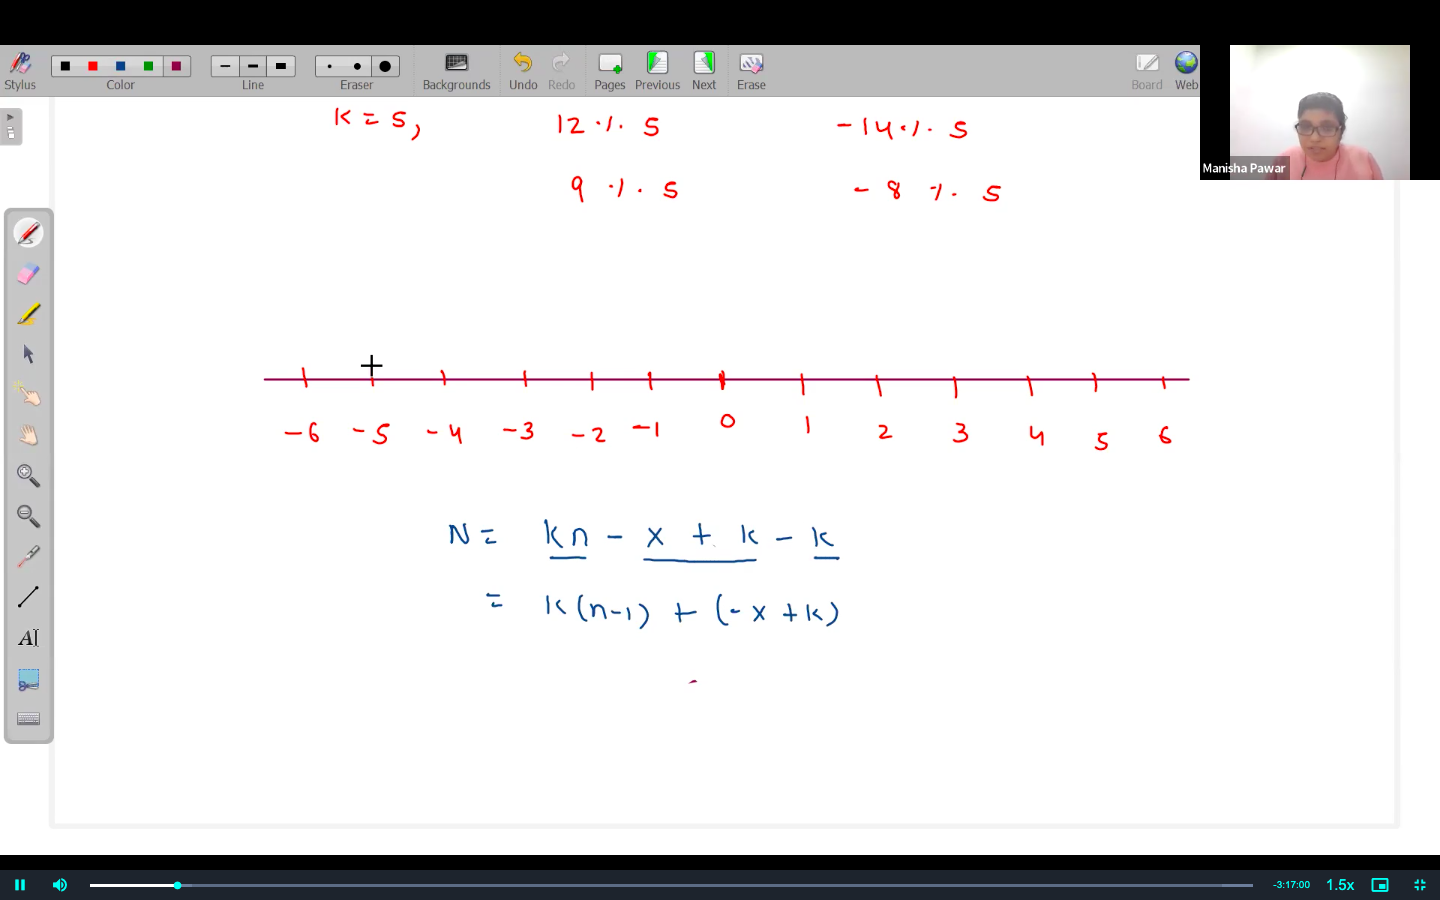 Stylus Color Line Eraser Backgrounds Undo Redo Pages Previous Next Erase Board Web
Manisha Pawar
K = 5, 12 % 5 -14 % 5
9 % 5 -8 % 5
-6 -5 -4 -3 -2 -1 0 1 2 3 4 5 6
N = kn - x + k - k
= k(n-1) + (-x+k)
AI
-3:17:00 1.5x